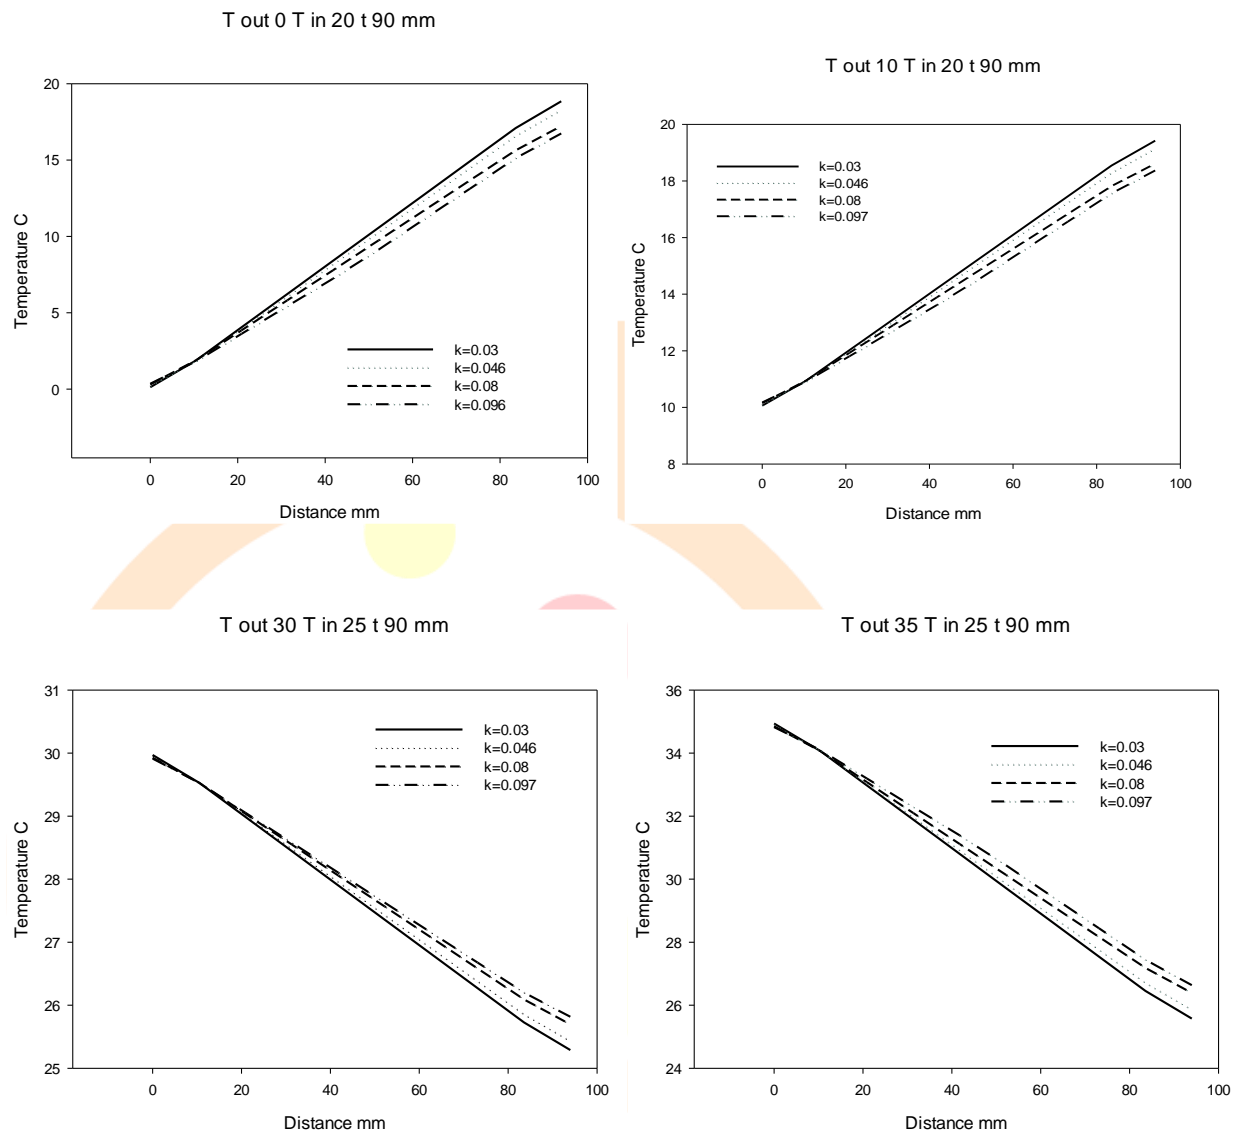 T out 0 T in 20 t 90 mm
20
15
10
5
0
Temperature C
k=0.03
k=0.046
k=0.08
k=0.096
0 20 40 60 80 100
Distance mm
T out 10 T in 20 t 90 mm
20
18
16
14
12
10
8
Temperature C
k=0.03
k=0.046
k=0.08
k=0.097
0 20 40 60 80 100
Distance mm
T out 30 T in 25 t 90 mm
31
30
29
28
27
26
25
Temperature C
k=0.03
k=0.046
k=0.08
k=0.097
0 20 40 60 80 100
Distance mm
T out 35 T in 25 t 90 mm
36
34
32
30
28
26
24
Temperature C
k=0.03
k=0.046
k=0.08
k=0.097
0 20 40 60 80 100
Distance mm